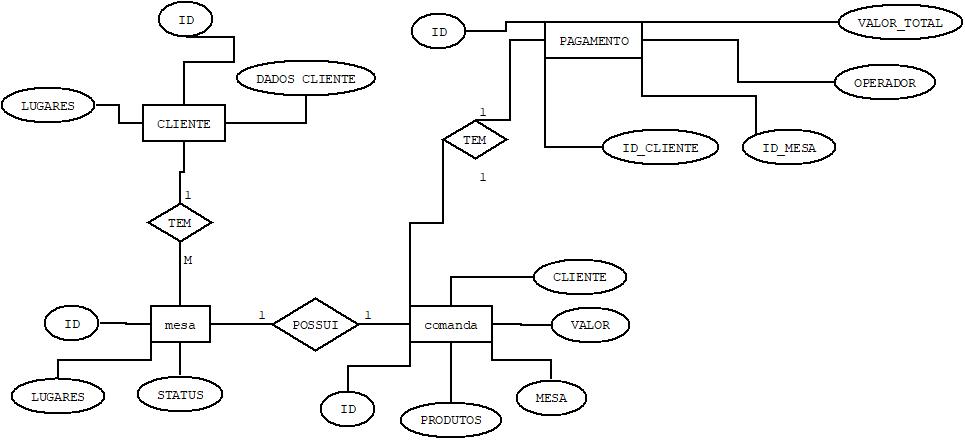 ID
ID
VALOR_TOTAL
PAGAMENTO
DADOS CLIENTE
OPERADOR
LUGARES
CLIENTE
1
TEM
ID_CLIENTE
ID_MESA
1
1
TEM
M
CLIENTE
1
1
ID
mesa
POSSUI
comanda
VALOR
LUGARES
STATUS
ID
PRODUTOS
MESA